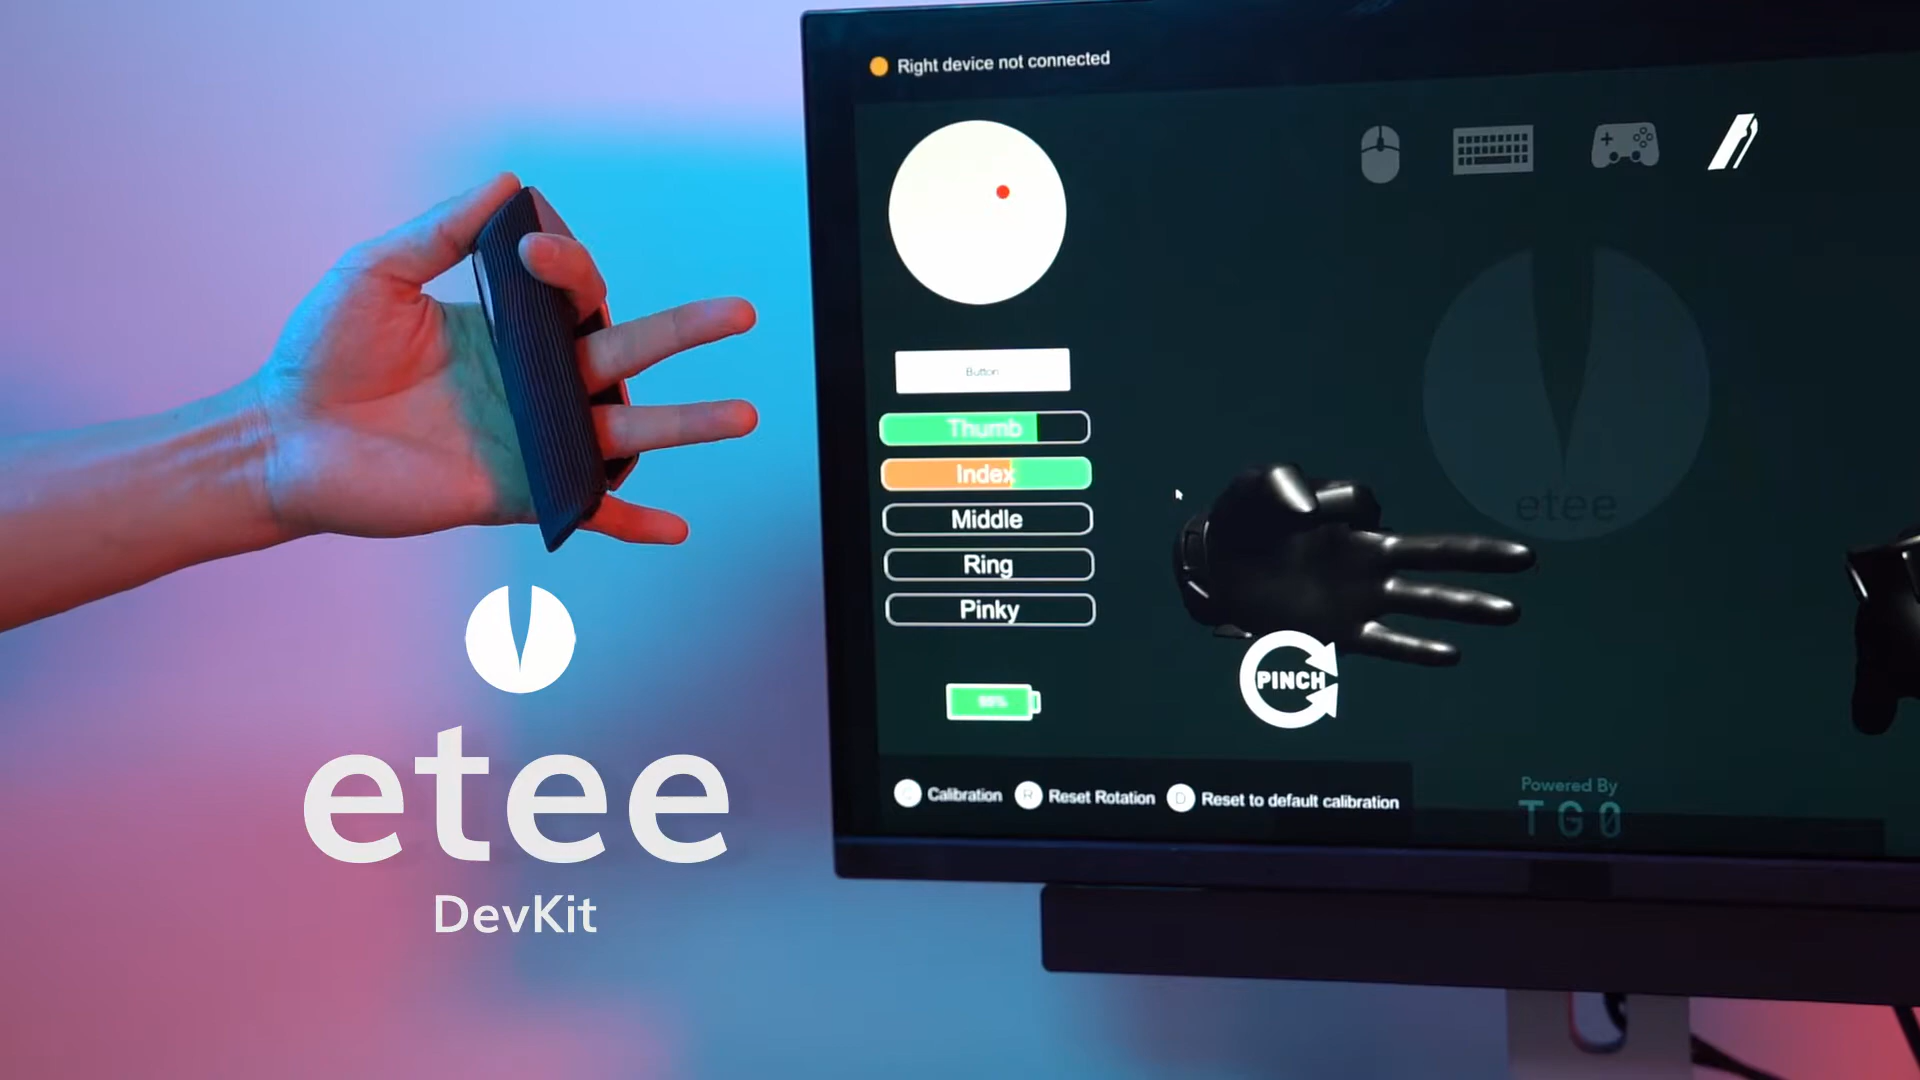 Right device not connected
Button
Thumb
Index
Middle
Ring
Pinky
PINCH
etee
C Calibration R Reset Rotation D Reset to default calibration
Powered By
TG0
etee
DevKit